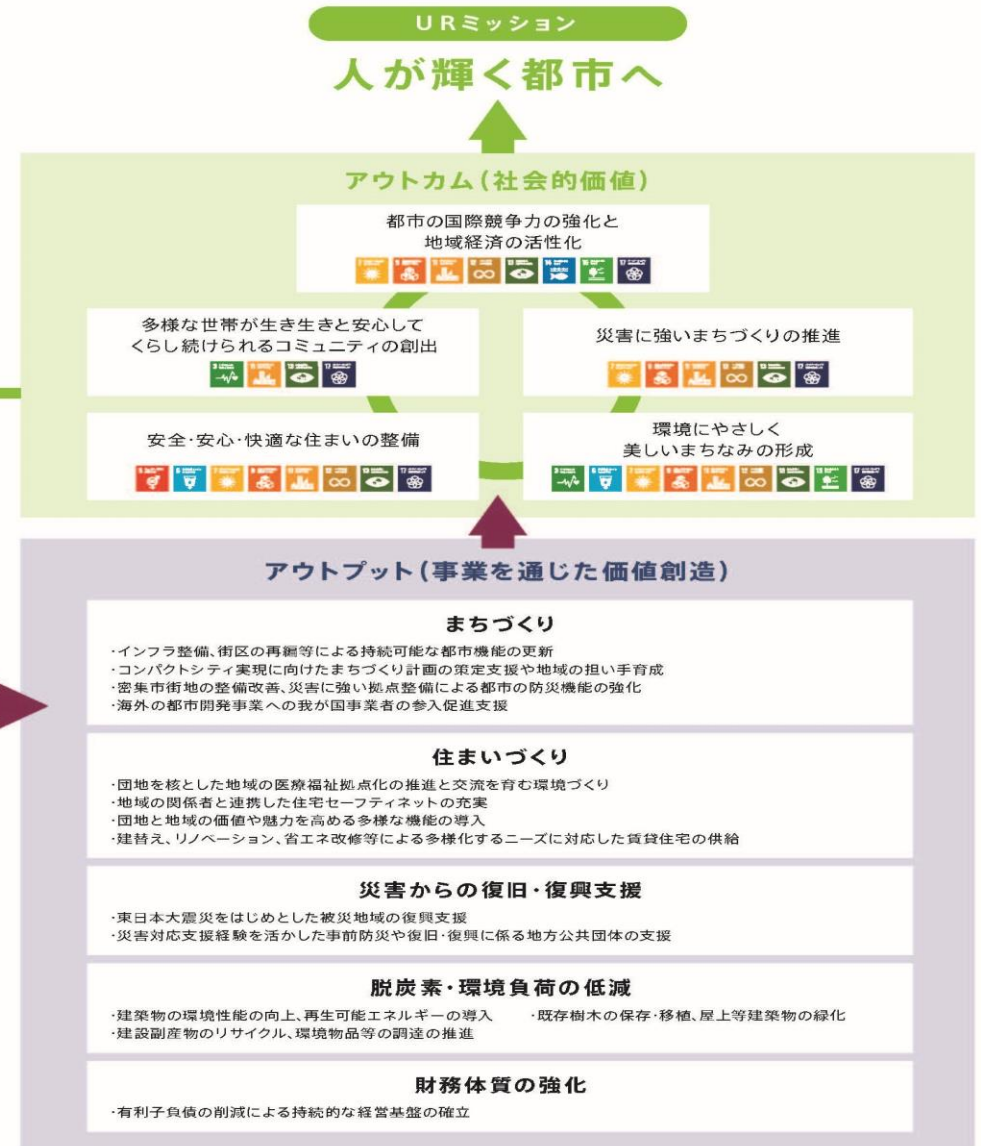 URミッション
人が輝く都市へ
アウトカム(社会的価値)
都市の国際競争力の強化と
地域経済の活性化
多様な世帯が生き生きと安心して
くらし続けられるコミュニティの創出
災害に強いまちづくりの推進
安全・安心・快適な住まいの整備
環境にやさしく
美しいまちなみの形成
アウトプット(事業を通じた価値創造)
まちづくり
・インフラ整備、街区の再編等による持続可能な都市機能の更新
・コンパクトシティ実現に向けたまちづくり計画の策定支援や地域の担い手育成
・密集市街地の整備改善、災害に強い拠点整備による都市の防災機能の強化
・海外の都市開発事業への我が国事業者の参入促進支援
住まいづくり
・団地を核とした地域の医療福祉拠点化の推進と交流を育む環境づくり
・地域の関係者と連携した住宅セーフティネットの充実
・団地と地域の価値や魅力を高める多様な機能の導入
・建替え、リノベーション、省エネ改修等による多様化するニーズに対応した賃貸住宅の供給
災害からの復旧・復興支援
・東日本大震災をはじめとした被災地域の復興支援
・災害対応支援経験を活かした事前防災や復旧・復興に係る地方公共団体の支援
脱炭素・環境負荷の低減
・建築物の環境性能の向上、再生可能エネルギーの導入 ・既存樹木の保存・移植、屋上等建築物の緑化
・建設副産物のリサイクル、環境物品等の調達の推進
財務体質の強化
・有利子負債の削減による持続的な経営基盤の確立